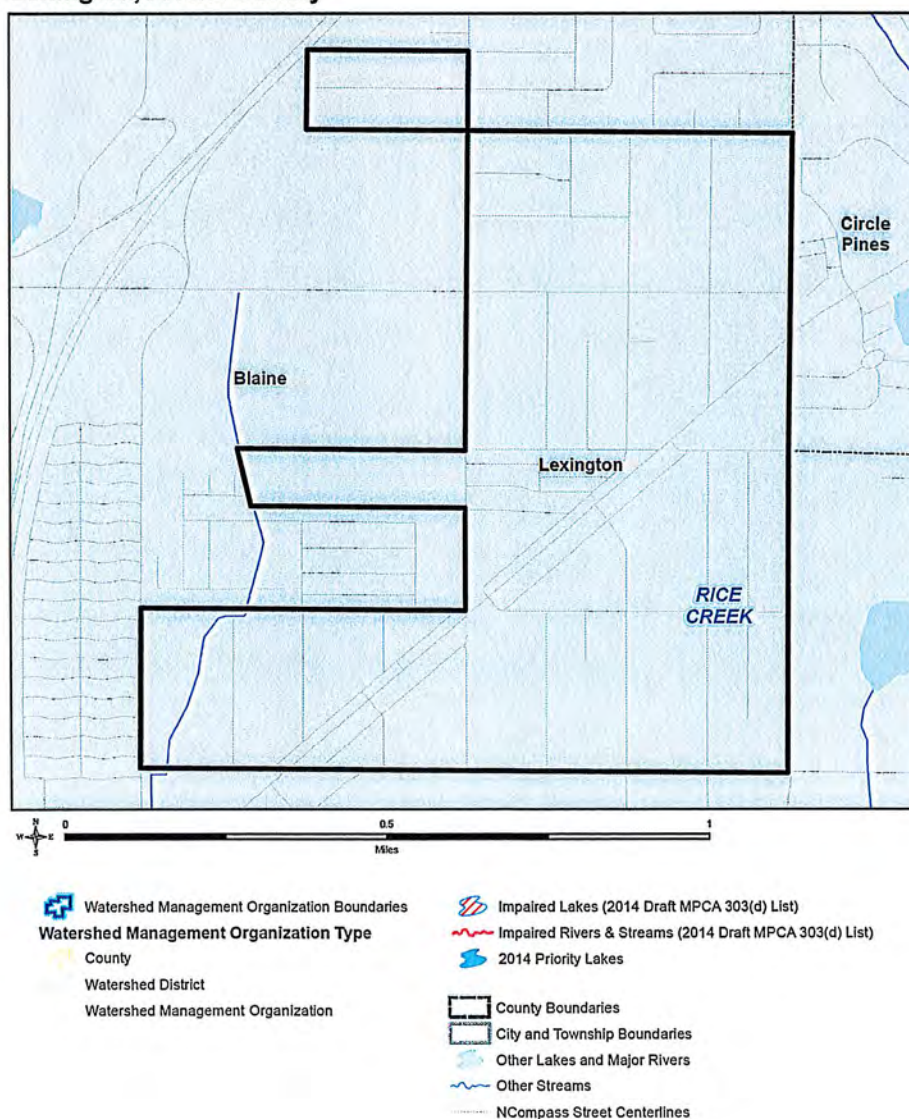 Circle
Pines
Blaine
Lexington
RICE
CREEK
N
W E
S
0 0.5 1
Miles
Watershed Management Organization Boundaries
Watershed Management Organization Type
County
Watershed District
Watershed Management Organization
Impaired Lakes (2014 Draft MPCA 303(d) List)
Impaired Rivers & Streams (2014 Draft MPCA 303(d) List)
2014 Priority Lakes
County Boundaries
City and Township Boundaries
Other Lakes and Major Rivers
Other Streams
NCompass Street Centerlines